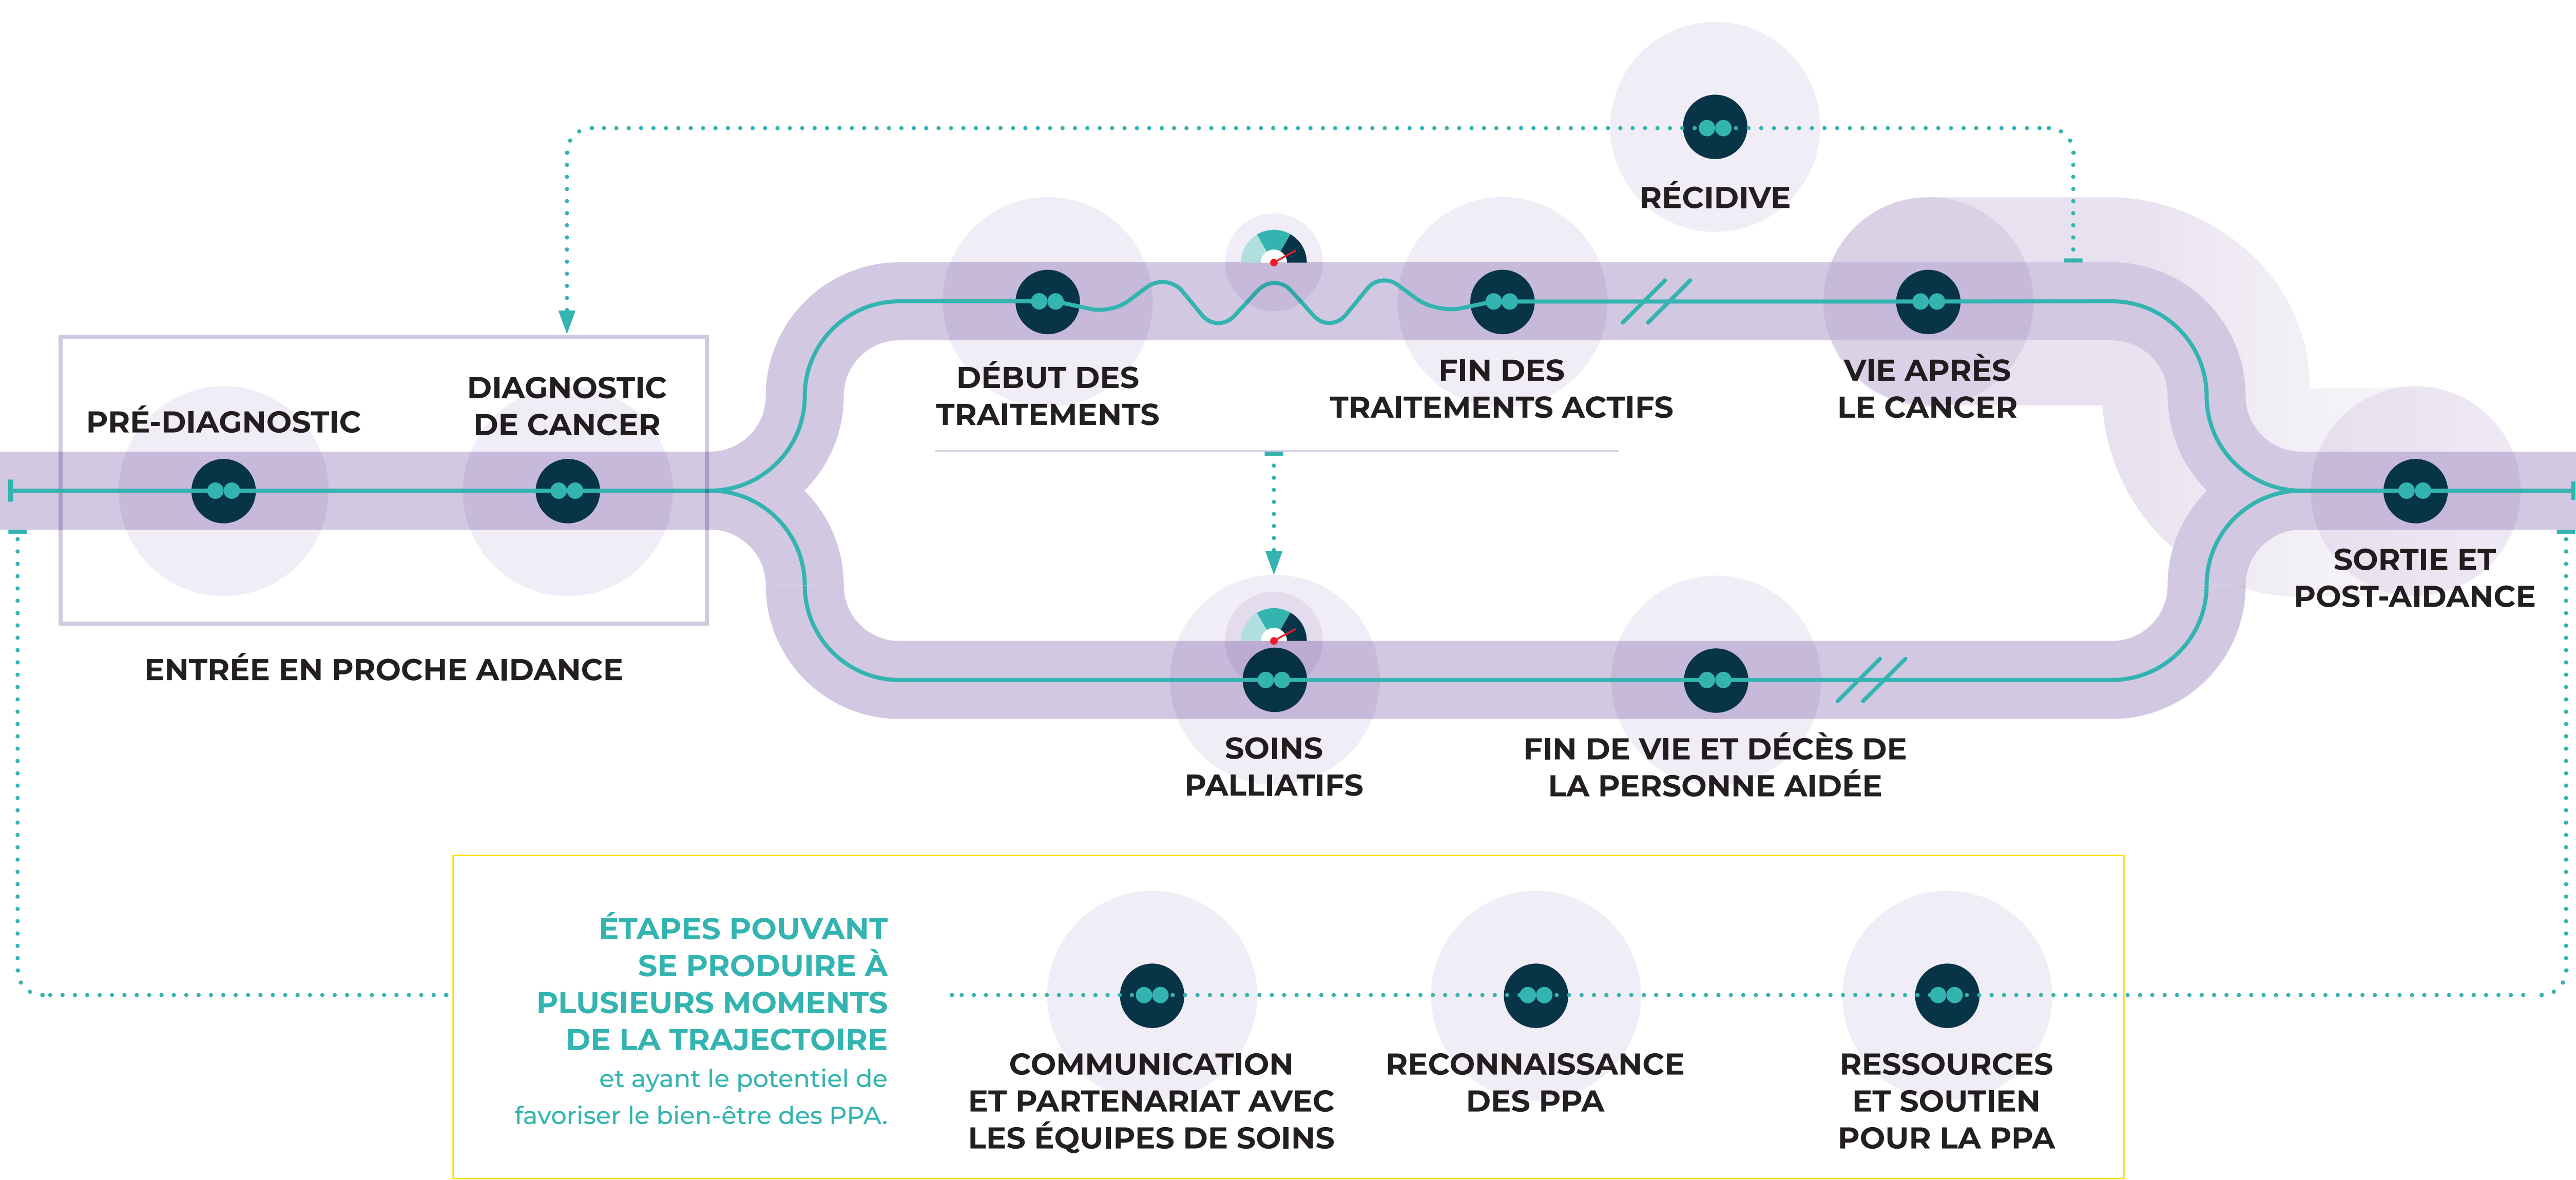 RÉCIDIVE
PRÉ-DIAGNOSTIC
DIAGNOSTIC
DE CANCER
ENTRÉE EN PROCHE AIDANCE
DÉBUT DES
TRAITEMENTS
FIN DES
TRAITEMENTS ACTIFS
VIE APRÈS
LE CANCER
SOINS
PALLIATIFS
FIN DE VIE ET DÉCÈS DE
LA PERSONNE AIDÉE
SORTIE ET
POST-AIDANCE
ÉTAPES POUVANT
SE PRODUIRE À
PLUSIEURS MOMENTS
DE LA TRAJECTOIRE
et ayant le potentiel de
favoriser le bien-être des PPA.
COMMUNICATION
ET PARTENARIAT AVEC
LES ÉQUIPES DE SOINS
RECONNAISSANCE
DES PPA
RESSOURCES
ET SOUTIEN
POUR LA PPA